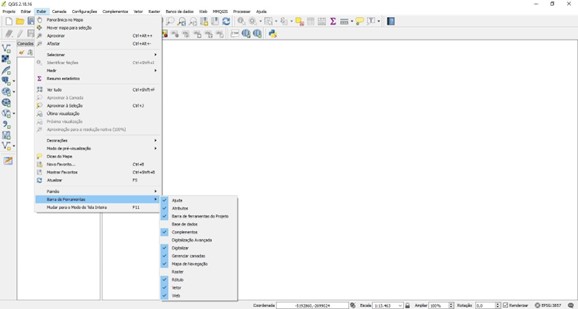 QGIS 2.18.16
Projeto Editar Exibir Camada Configurações Complementos Vetor Raster Banco de dados Web MMQGIS Processar Ajuda
Panorâmica no Mapa
Mover mapa para seleção
Aproximar Ctrl+Alt++
Afastar Ctrl+Alt+-
Selecionar
Identificar feições Ctrl+Shift+I
Medir
Resumo estatístico
Ver tudo Ctrl+Shift+F
Aproximar à Camada
Aproximar à Seleção Ctrl+J
Última visualização
Próxima visualização
Aproximação para a resolução nativa (100%)
Decorações
Modo de pré-visualização
Dicas do Mapa
Novo Favorito... Ctrl+B
Mostrar Favoritos Ctrl+Shift+B
Atualizar F5
Painéis
Barra de Ferramentas
Mudar para o Modo de Tela Inteira F11
Camadas
Ajuda
Atributos
Barra de ferramentas do Projeto
Base de dados
Complementos
Digitalização Avançada
Digitalizar
Gerenciar camadas
Mapa de Navegação
Raster
Rótulo
Vetor
Web
Coordenada Escala Ampliar 100% Rotação 0,0 Renderizar EPSG:3857